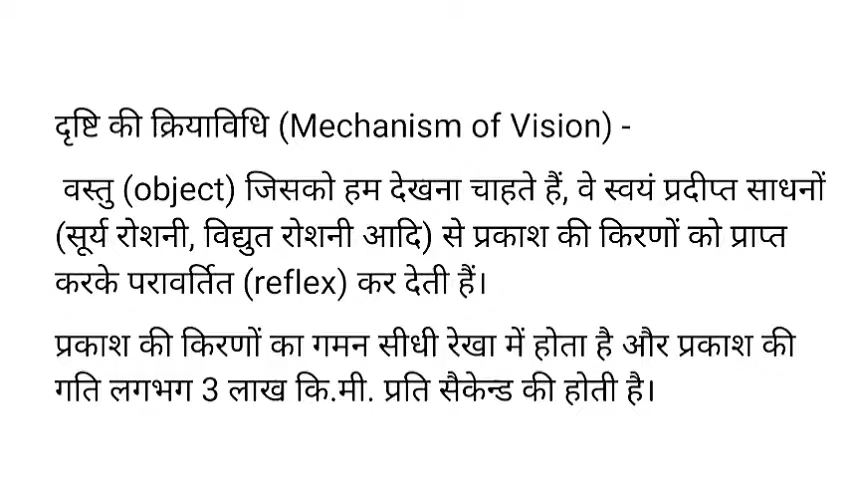 दृष्टि की क्रियाविधि (Mechanism of Vision) -
वस्तु (object) जिसको हम देखना चाहते हैं, वे स्वयं प्रदीप्त साधनों
(सूर्य रोशनी, विद्युत रोशनी आदि) से प्रकाश की किरणों को प्राप्त
करके परावर्तित (reflex) कर देती हैं।
प्रकाश की किरणों का गमन सीधी रेखा में होता है और प्रकाश की
गति लगभग 3 लाख कि.मी. प्रति सैकेन्ड की होती है।